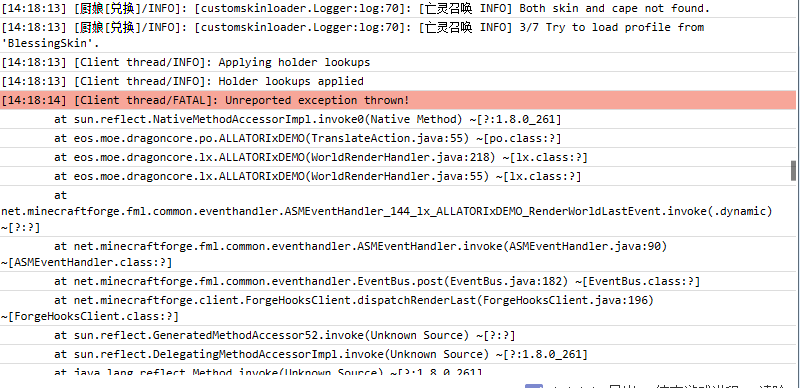 [14:18:13] [厨娘[兑换]/INFO]: [customskinloader.Logger:log:70]: [亡灵召唤 INFO] Both skin and cape not found.
[14:18:13] [厨娘[兑换]/INFO]: [customskinloader.Logger:log:70]: [亡灵召唤 INFO] 3/7 Try to load profile from
'BlessingSkin'.
[14:18:13] [Client thread/INFO]: Applying holder lookups
[14:18:13] [Client thread/INFO]: Holder lookups applied
[14:18:14] [Client thread/FATAL]: Unreported exception thrown!
at sun.reflect.NativeMethodAccessorImpl.invoke0(Native Method) ~[?:1.8.0_261]
at eos.moe.dragoncore.po.ALLATORIxDEMO(TranslateAction.java:55) ~[po.class:?]
at eos.moe.dragoncore.lx.ALLATORIxDEMO(WorldRenderHandler.java:218) ~[lx.class:?]
at eos.moe.dragoncore.lx.ALLATORIxDEMO(WorldRenderHandler.java:55) ~[lx.class:?]
at
net.minecraftforge.fml.common.eventhandler.ASMEventHandler_144_lx_ALLATORIxDEMO_RenderWorldLastEvent.invoke(.dynamic)
~[?:?]
at net.minecraftforge.fml.common.eventhandler.ASMEventHandler.invoke(ASMEventHandler.java:90)
~[ASMEventHandler.class:?]
at net.minecraftforge.fml.common.eventhandler.EventBus.post(EventBus.java:182) ~[EventBus.class:?]
at net.minecraftforge.client.ForgeHooksClient.dispatchRenderLast(ForgeHooksClient.java:196)
~[ForgeHooksClient.class:?]
at sun.reflect.GeneratedMethodAccessor52.invoke(Unknown Source) ~[?:?]
at sun.reflect.DelegatingMethodAccessorImpl.invoke(Unknown Source) ~[?:1.8.0_261]
at java.lang.reflect.Method.invoke(Unknown Source) ~[?:1.8.0_261]